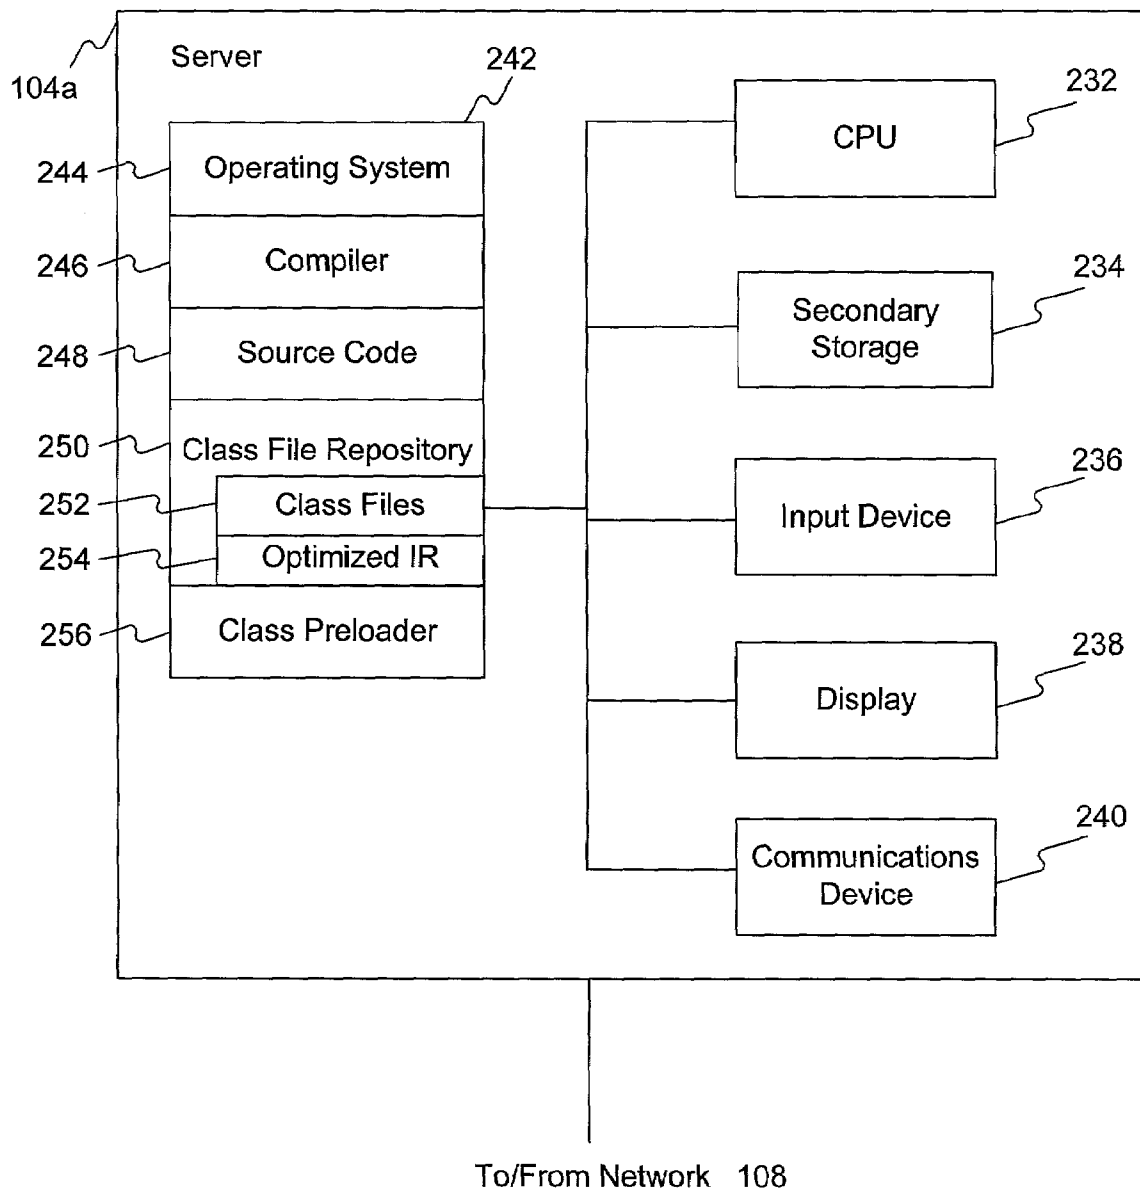 Server
104a
242
244
Operating System
246
Compiler
248
Source Code
250
Class File Repository
252
Class Files
254
Optimized IR
256
Class Preloader
232
CPU
234
Secondary
Storage
236
Input Device
238
Display
240
Communications
Device
To/From Network 108